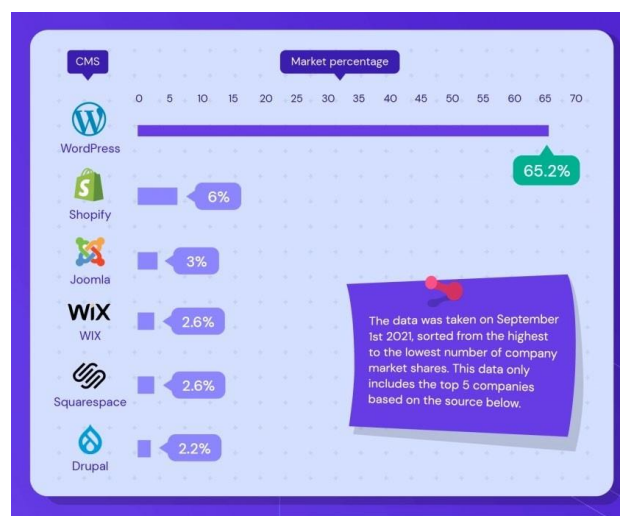 CMS
Market percentage
0 5 10 15 20 25 30 35 40 45 50 55 60 65 70
WordPress
65.2%
S
Shopify
6%
Joomla
3%
WiX
WIX
2.6%
Squarespace
2.6%
Drupal
2.2%
The data was taken on September
1st 2021, sorted from the highest
to the lowest number of company
market shares. This data only
includes the top 5 companies
based on the source below.